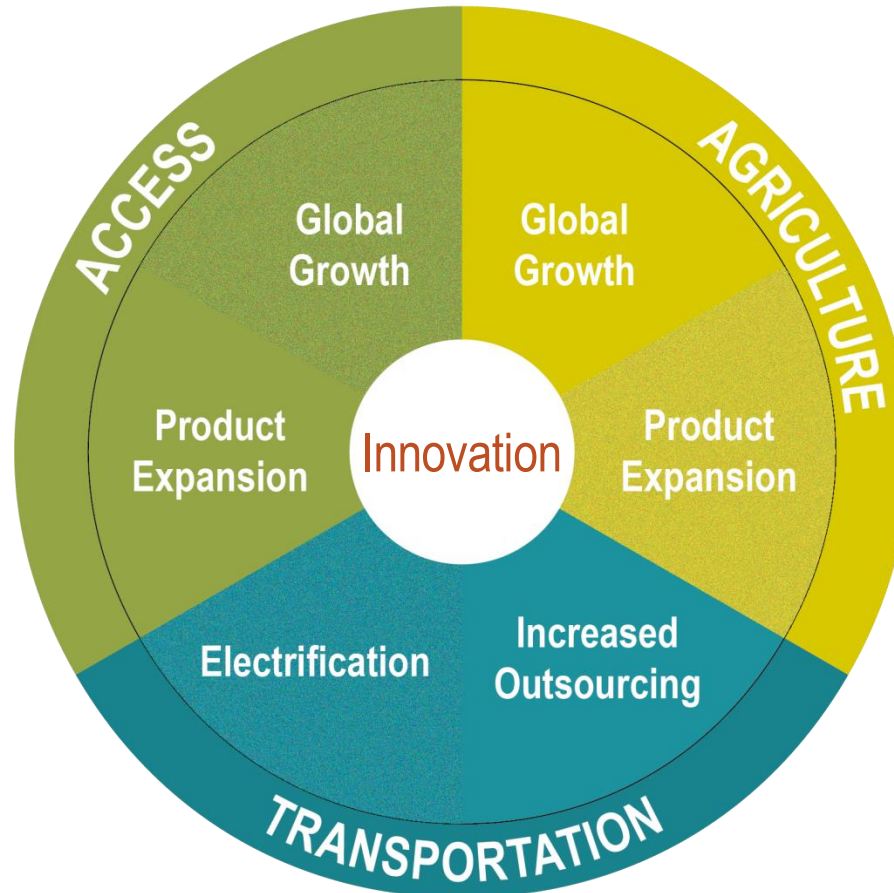 ACCESS
AGRICULTURE
Global
Growth
Global
Growth
Product
Expansion
Innovation
Product
Expansion
Electrification
Increased
Outsourcing
TRANSPORTATION